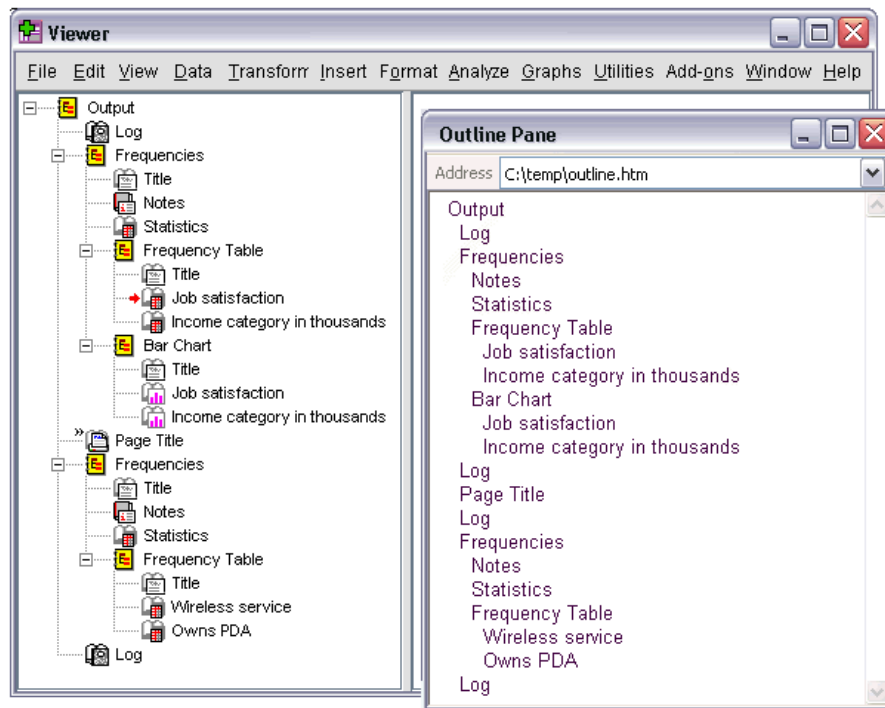 Viewer
File Edit View Data Transform Insert Format Analyze Graphs Utilities Add-ons Window Help
Output
Log
Frequencies
Title
Notes
Statistics
Frequency Table
Title
Job satisfaction
Income category in thousands
Bar Chart
Title
Job satisfaction
Income category in thousands
Page Title
Frequencies
Title
Notes
Statistics
Frequency Table
Title
Wireless service
Owns PDA
Log
Outline Pane
Address C:\temp\outline.htm
Output
Log
Frequencies
Notes
Statistics
Frequency Table
Job satisfaction
Income category in thousands
Bar Chart
Job satisfaction
Income category in thousands
Log
Page Title
Log
Frequencies
Notes
Statistics
Frequency Table
Wireless service
Owns PDA
Log